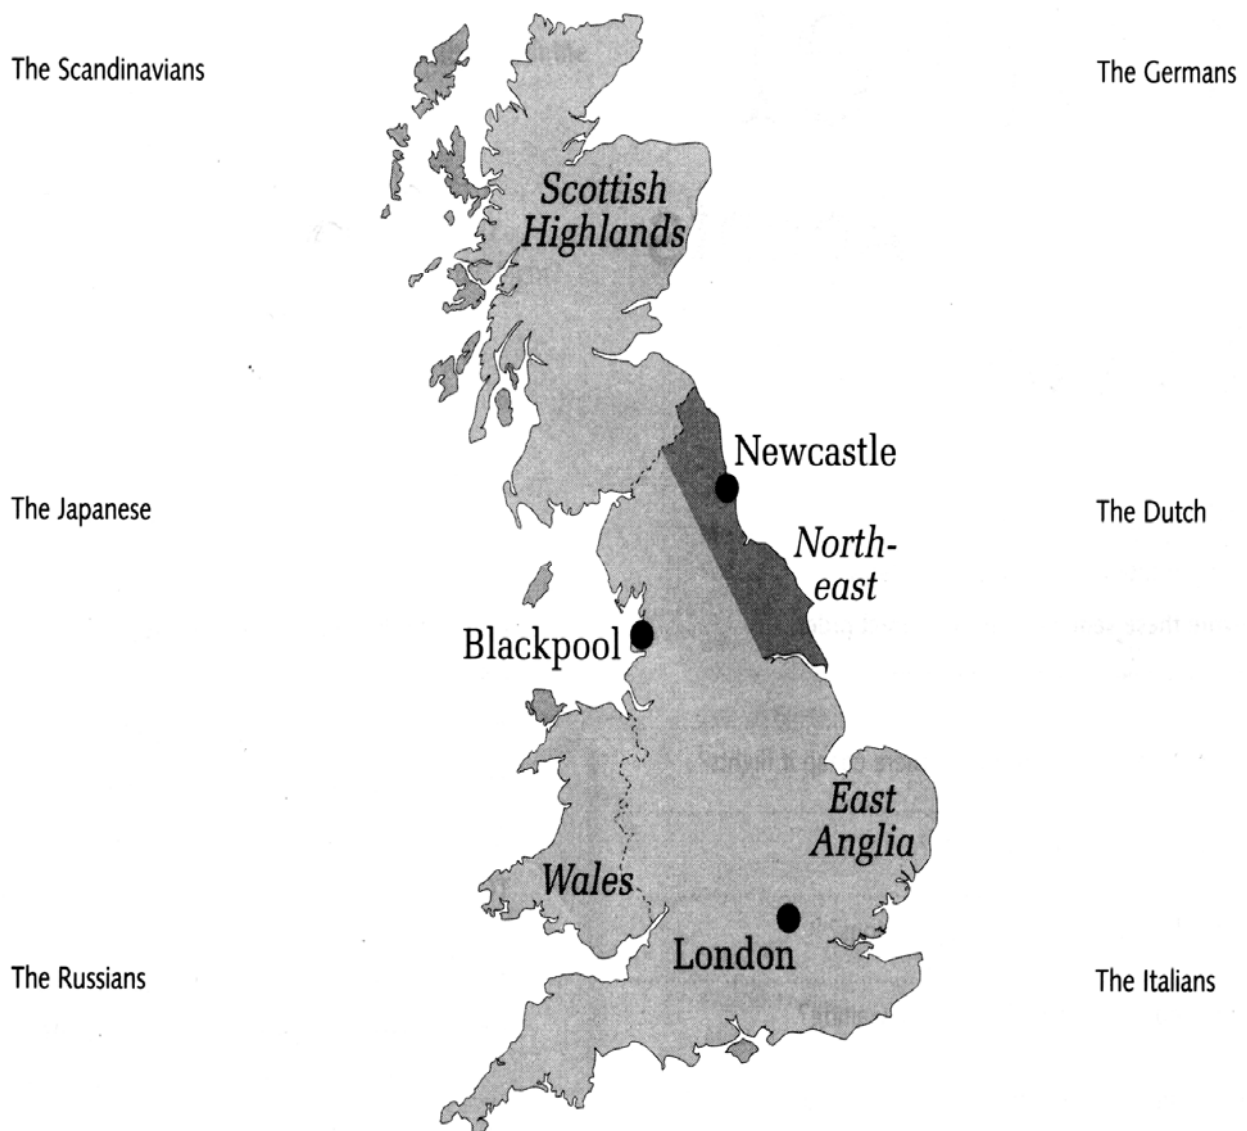 The Scandinavians
The Germans
Scottish
Highlands
Newcastle
The Japanese
The Dutch
North-
east
Blackpool
East
Anglia
Wales
London
The Russians
The Italians